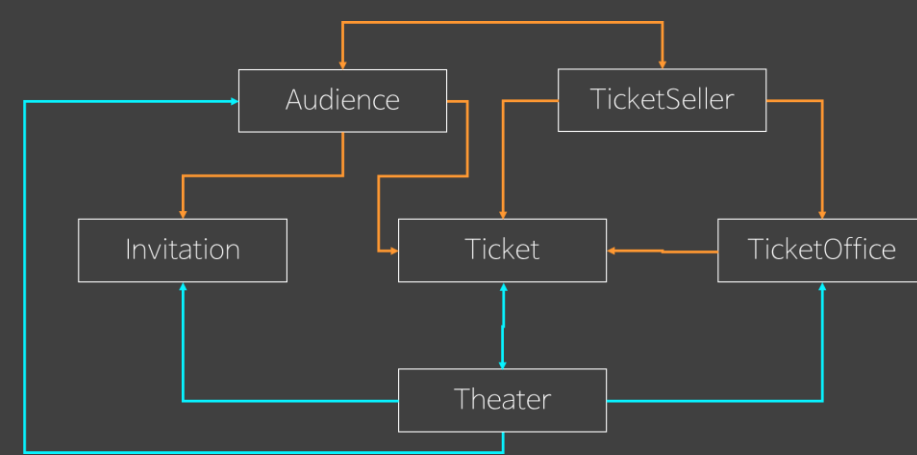 Audience
TicketSeller
Invitation
Ticket
TicketOffice
Theater